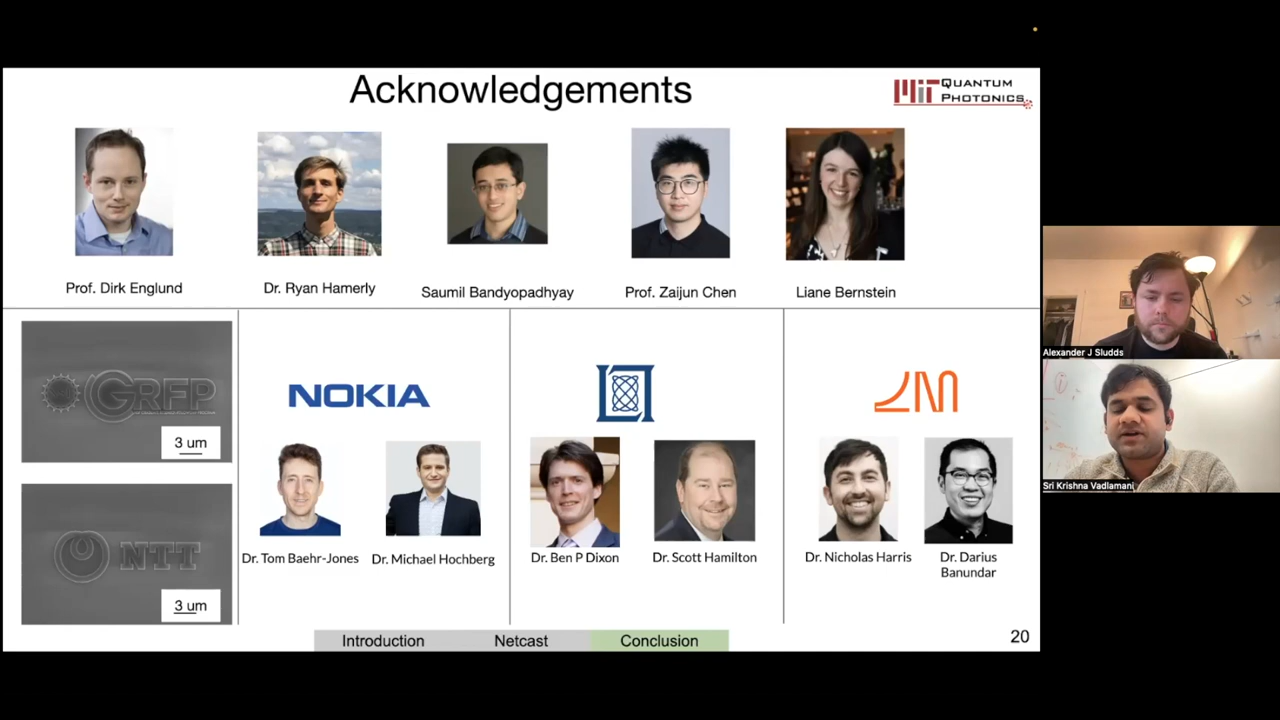 Acknowledgements
MIT QUANTUM
PHOTONICS
Prof. Dirk Englund
Dr. Ryan Hamerly
Saumil Bandyopadhyay
Prof. Zaijun Chen
Liane Bernstein
GRFP
3 um
NTT
3 um
NOKIA
Dr. Tom Baehr-Jones
Dr. Michael Hochberg
Dr. Ben P Dixon
Dr. Scott Hamilton
Dr. Nicholas Harris
Dr. Darius
Banundar
Introduction
Netcast
Conclusion
20
Alexander J Sludds
Sri Krishna Vadlamani